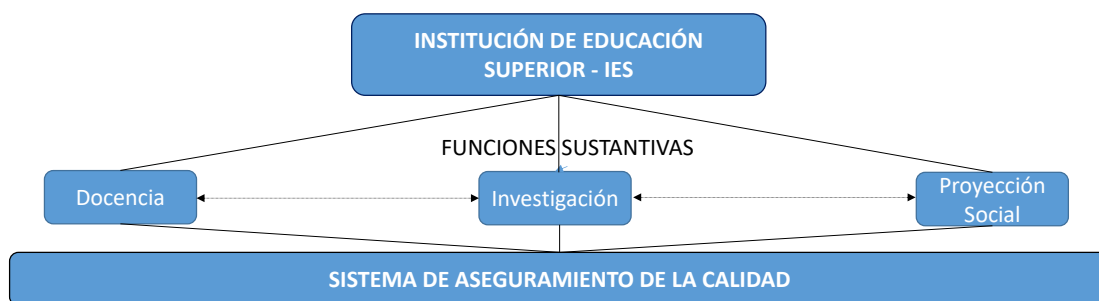 INSTITUCIÓN DE EDUCACIÓN
SUPERIOR - IES
FUNCIONES SUSTANTIVAS
Docencia
Investigación
Proyección
Social
SISTEMA DE ASEGURAMIENTO DE LA CALIDAD